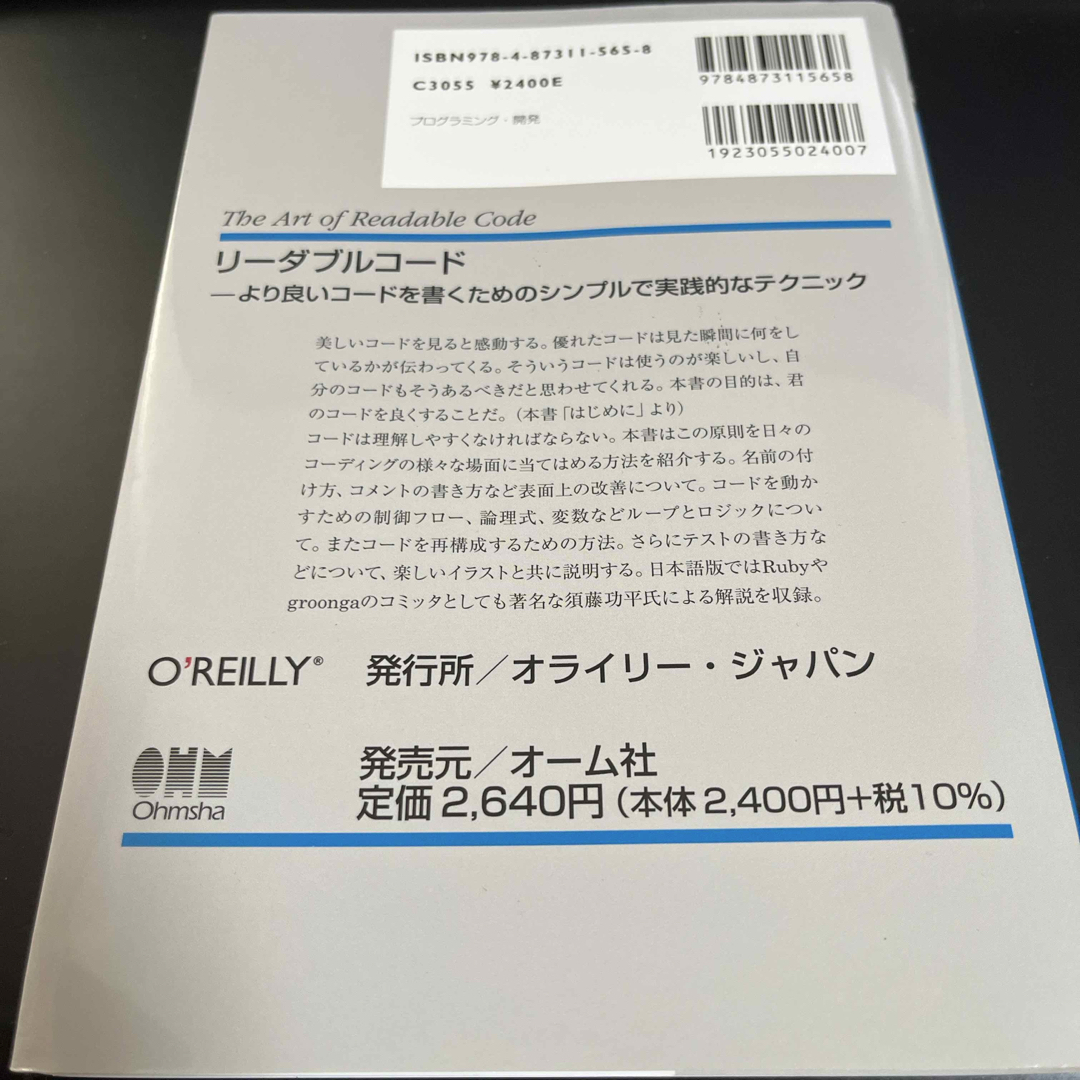 ISBN978-4-87311-565-8
C3055 ¥2400E
プログラミング・開発
9784873115658
1923055024007
The Art of Readable Code
リーダブルコード
―より良いコードを書くためのシンプルで実践的なテクニック
美しいコードを見ると感動する。優れたコードは見た瞬間に何をし
ているかが伝わってくる。そういうコードは使うのが楽しいし、自
分のコードもそうあるべきだと思わせてくれる。本書の目的は、君
のコードを良くすることだ。（本書「はじめに」より）
コードは理解しやすくなければならない。本書はこの原則を日々の
コーディングの様々な場面に当てはめる方法を紹介する。名前の付
け方、コメントの書き方など表面上の改善について。コードを動か
すための制御フロー、論理式、変数などループとロジックについ
て。またコードを再構成するための方法。さらにテストの書き方な
どについて、楽しいイラストと共に説明する。日本語版ではRubyや
groongaのコミッタとしても著名な須藤功平氏による解説を収録。
O'REILLY® 発行所／オライリー・ジャパン
OHM
Ohmsha
発売元／オーム社
定価2,640円（本体2,400円＋税10%）